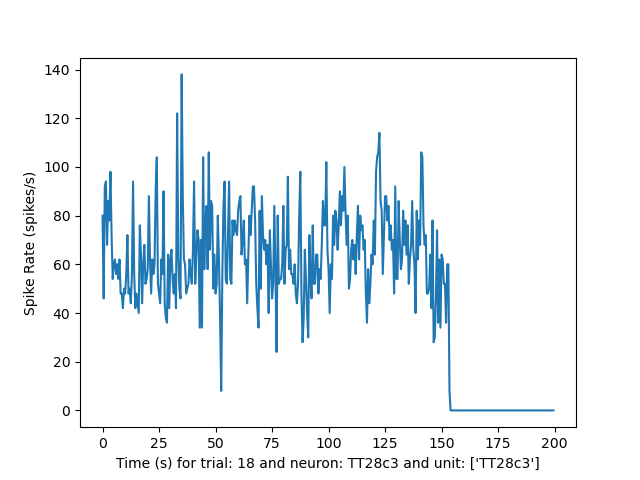 140
120
100
80
60
40
20
0
Spike Rate (spikes/s)
0 25 50 75 100 125 150 175 200
Time (s) for trial: 18 and neuron: TT28c3 and unit: ['TT28c3']